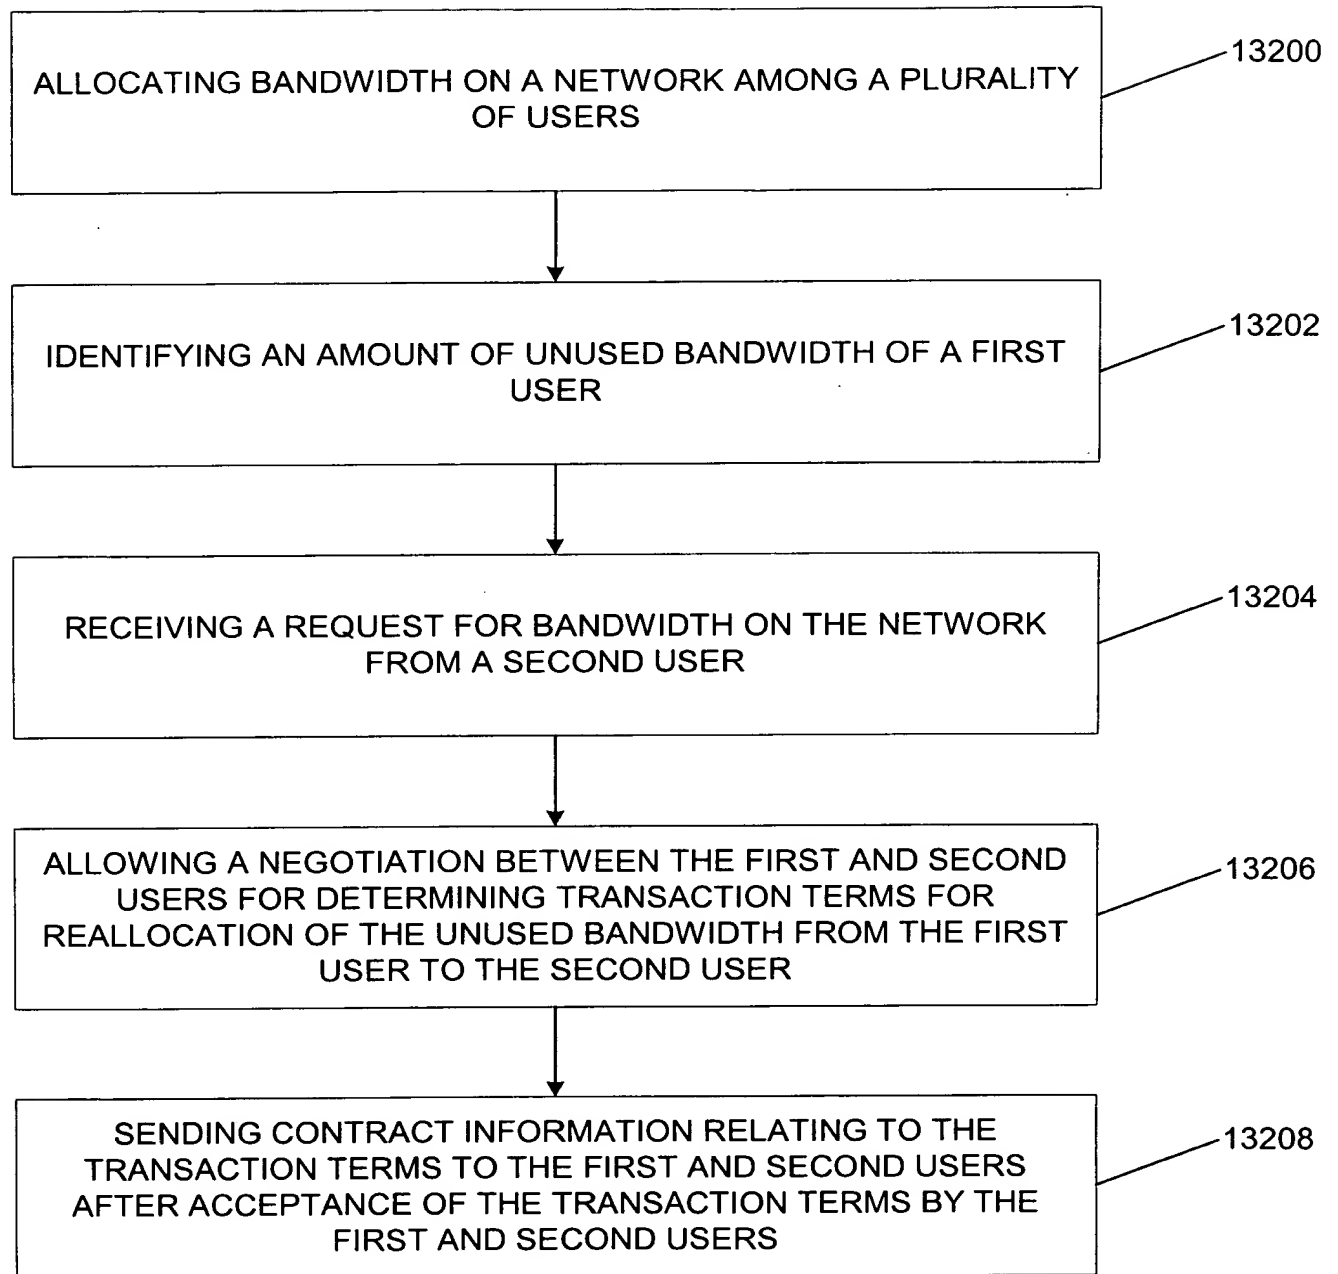 ALLOCATING BANDWIDTH ON A NETWORK AMONG A PLURALITY
OF USERS
13200
IDENTIFYING AN AMOUNT OF UNUSED BANDWIDTH OF A FIRST
USER
13202
RECEIVING A REQUEST FOR BANDWIDTH ON THE NETWORK
FROM A SECOND USER
13204
ALLOWING A NEGOTIATION BETWEEN THE FIRST AND SECOND
USERS FOR DETERMINING TRANSACTION TERMS FOR
REALLOCATION OF THE UNUSED BANDWIDTH FROM THE FIRST
USER TO THE SECOND USER
13206
SENDING CONTRACT INFORMATION RELATING TO THE
TRANSACTION TERMS TO THE FIRST AND SECOND USERS
AFTER ACCEPTANCE OF THE TRANSACTION TERMS BY THE
FIRST AND SECOND USERS
13208